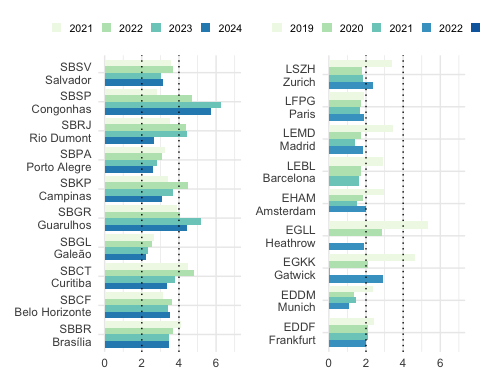 2021 2022 2023 2024
SBSV
Salvador
SBSP
Congonhas
SBRJ
Rio Dumont
SBPA
Porto Alegre
SBKP
Campinas
SBGR
Guarulhos
SBGL
Galeão
SBCT
Curitiba
SBCF
Belo Horizonte
SBBR
Brasília
0 2 4 6
2019 2020 2021 2022
LSZH
Zurich
LFPG
Paris
LEMD
Madrid
LEBL
Barcelona
EHAM
Amsterdam
EGLL
Heathrow
EGKK
Gatwick
EDDM
Munich
EDDF
Frankfurt
0 2 4 6